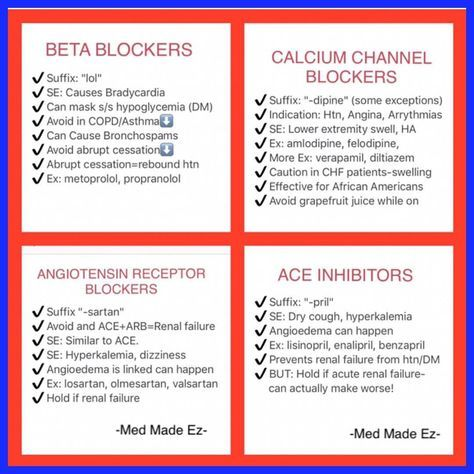 BETA BLOCKERS
✔ Suffix: "lol"
✔ SE: Causes Bradycardia
✔ Can mask s/s hypoglycemia (DM)
✔ Avoid in COPD/Asthma⬇️
✔ Can Cause Bronchospams
✔ Avoid abrupt cessation⬇️
✔ Abrupt cessation=rebound htn
✔ Ex: metoprolol, propranolol
CALCIUM CHANNEL
BLOCKERS
✔ Suffix: "-dipine" (some exceptions)
✔ Indication: Htn, Angina, Arrythmias
✔ SE: Lower extremity swell, HA
✔ Ex: amlodipine, felodipine,
✔ More Ex: verapamil, diltiazem
✔ Caution in CHF patients-swelling
✔ Effective for African Americans
✔ Avoid grapefruit juice while on
ANGIOTENSIN RECEPTOR
BLOCKERS
✔ Suffix "-sartan"
✔ Avoid and ACE+ARB=Renal failure
✔ SE: Similar to ACE.
✔ SE: Hyperkalemia, dizziness
✔ Angioedema is linked can happen
✔ Ex: losartan, olmesartan, valsartan
✔ Hold if renal failure
-Med Made Ez-
ACE INHIBITORS
✔ Suffix: "-pril"
✔ SE: Dry cough, hyperkalemia
✔ Angioedema can happen
✔ Ex: lisinopril, enalipril, benzapril
✔ Prevents renal failure from htn/DM
✔ BUT: Hold if acute renal failure-
can actually make worse!
-Med Made Ez-